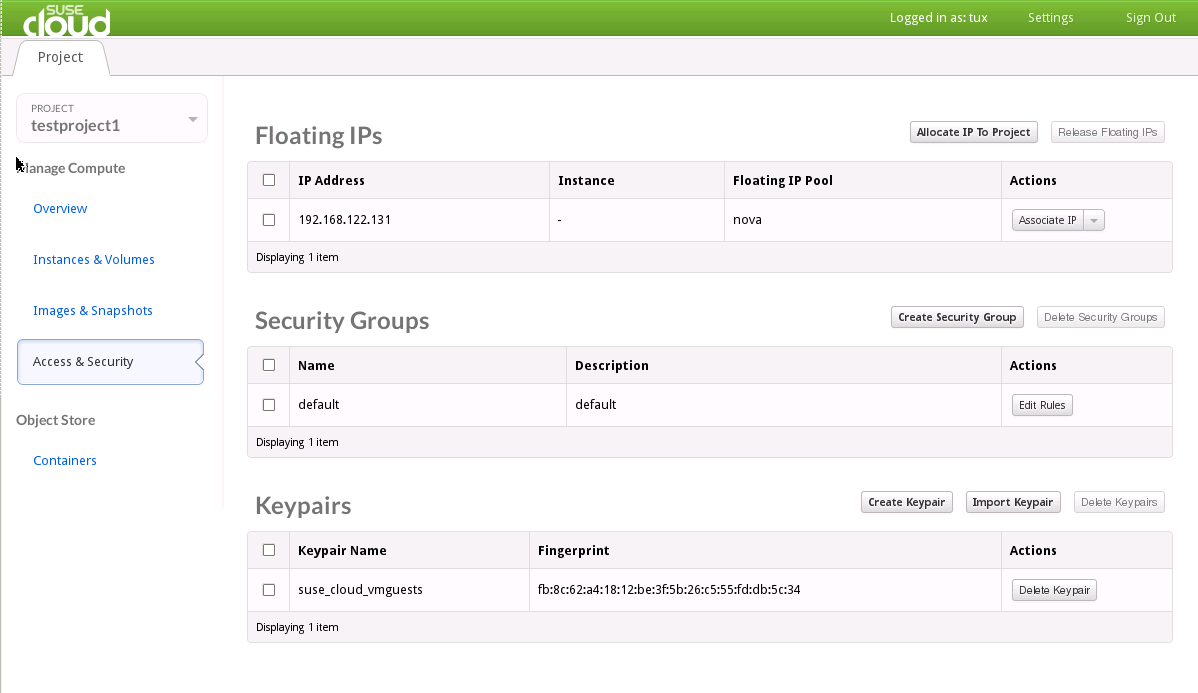 SUSE
cloud
Logged in as: tux Settings Sign Out
Project
PROJECT
testproject1
Manage Compute
Overview
Instances & Volumes
Images & Snapshots
Access & Security
Object Store
Containers
Floating IPs
Allocate IP To Project Release Floating IPs
IP Address Instance Floating IP Pool Actions
192.168.122.131 - nova Associate IP
Displaying 1 item
Security Groups
Create Security Group Delete Security Groups
Name Description Actions
default default Edit Rules
Displaying 1 item
Keypairs
Create Keypair Import Keypair Delete Keypairs
Keypair Name Fingerprint Actions
suse_cloud_vmguests fb:8c:62:a4:18:12:be:3f:5b:26:c5:55:fd:db:5c:34 Delete Keypair
Displaying 1 item